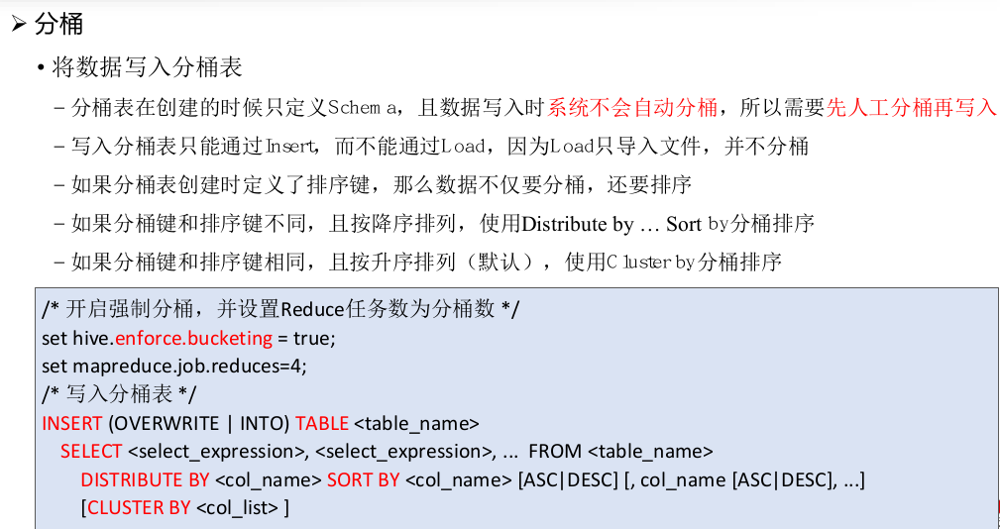 ➢ 分桶
• 将数据写入分桶表
– 分桶表在创建的时候只定义Schema，且数据写入时系统不会自动分桶，所以需要先人工分桶再写入
– 写入分桶表只能通过Insert，而不能通过Load，因为Load只导入文件，并不分桶
– 如果分桶表创建时定义了排序键，那么数据不仅要分桶，还要排序
– 如果分桶键和排序键不同，且按降序排列，使用Distribute by … Sort by分桶排序
– 如果分桶键和排序键相同，且按升序排列（默认），使用Cluster by分桶排序
/* 开启强制分桶，并设置Reduce任务数为分桶数 */
set hive.enforce.bucketing = true;
set mapreduce.job.reduces=4;
/* 写入分桶表 */
INSERT (OVERWRITE | INTO) TABLE <table_name>
SELECT <select_expression>, <select_expression>, ... FROM <table_name>
DISTRIBUTE BY <col_name> SORT BY <col_name> [ASC|DESC] [, col_name [ASC|DESC], ...]
[CLUSTER BY <col_list> ]